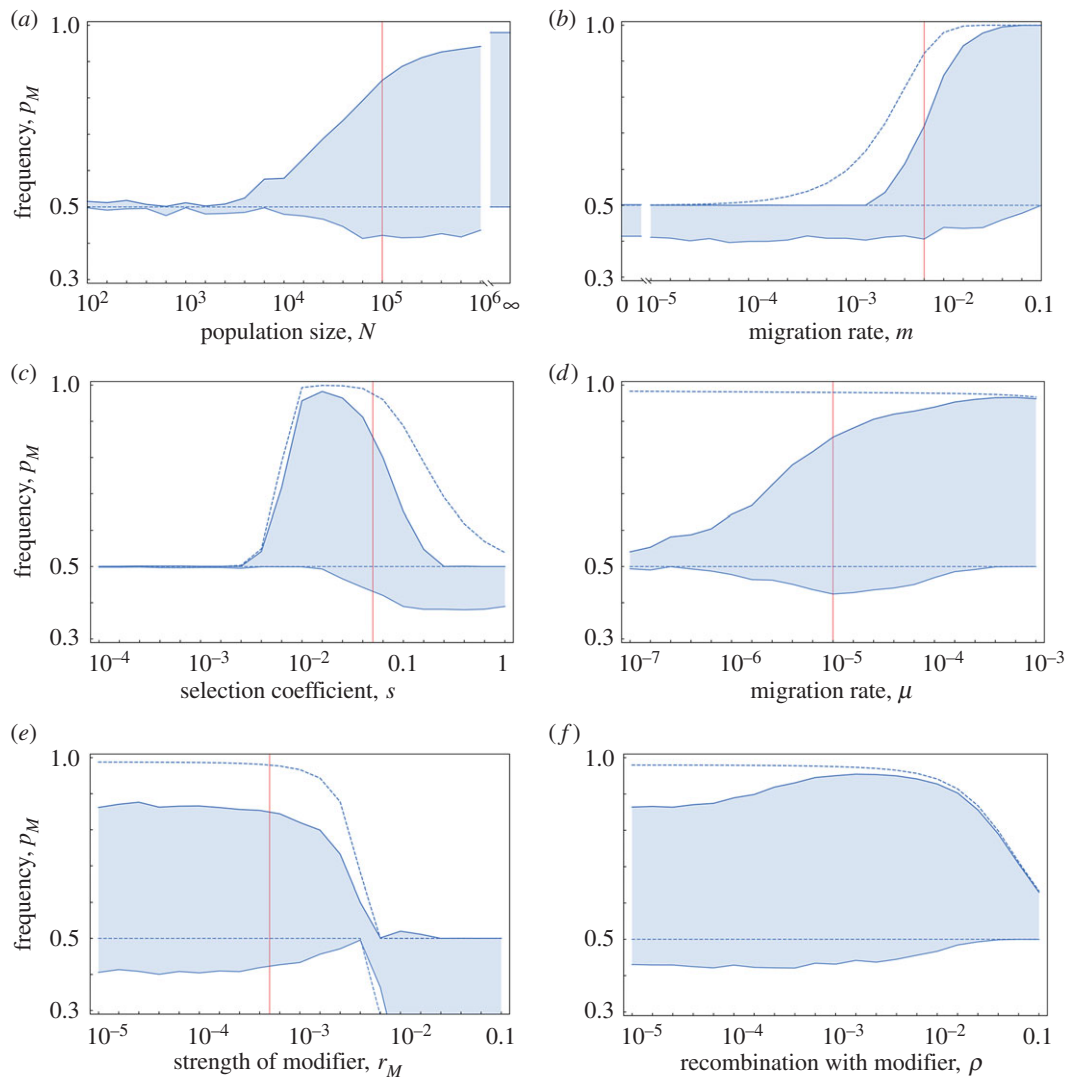 (a)
1.0
0.5
0.3
frequency, p_M
10^2 10^3 10^4 10^5 10^6 ∞
population size, N
(b)
1.0
0.5
0.3
0 10^–5 10^–4 10^–3 10^–2 0.1
migration rate, m
(c)
1.0
0.5
0.3
frequency, p_M
10^–4 10^–3 10^–2 0.1 1
selection coefficient, s
(d)
1.0
0.5
0.3
10^–7 10^–6 10^–5 10^–4 10^–3
migration rate, μ
(e)
1.0
0.5
0.3
frequency, p_M
10^–5 10^–4 10^–3 10^–2 0.1
strength of modifier, r_M
(f)
1.0
0.5
0.3
10^–5 10^–4 10^–3 10^–2 0.1
recombination with modifier, ρ